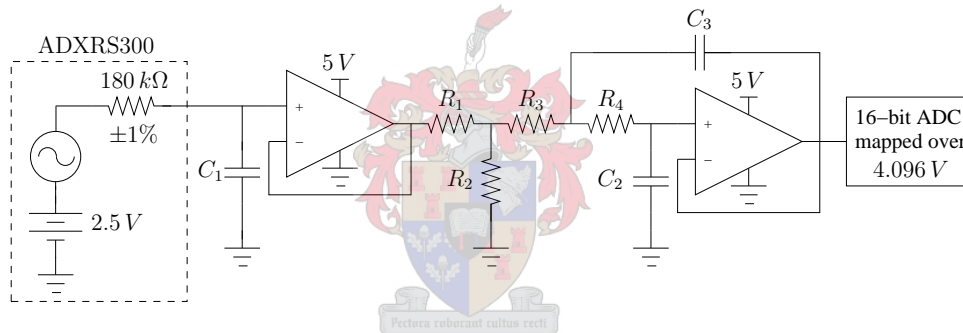 ADXRS300
180 kΩ
±1%
2.5 V
C1
+
−
5 V
R1
R2
R3
R4
C3
C2
+
−
5 V
16–bit ADC
mapped over
4.096 V
Pectora roborant cultus recti